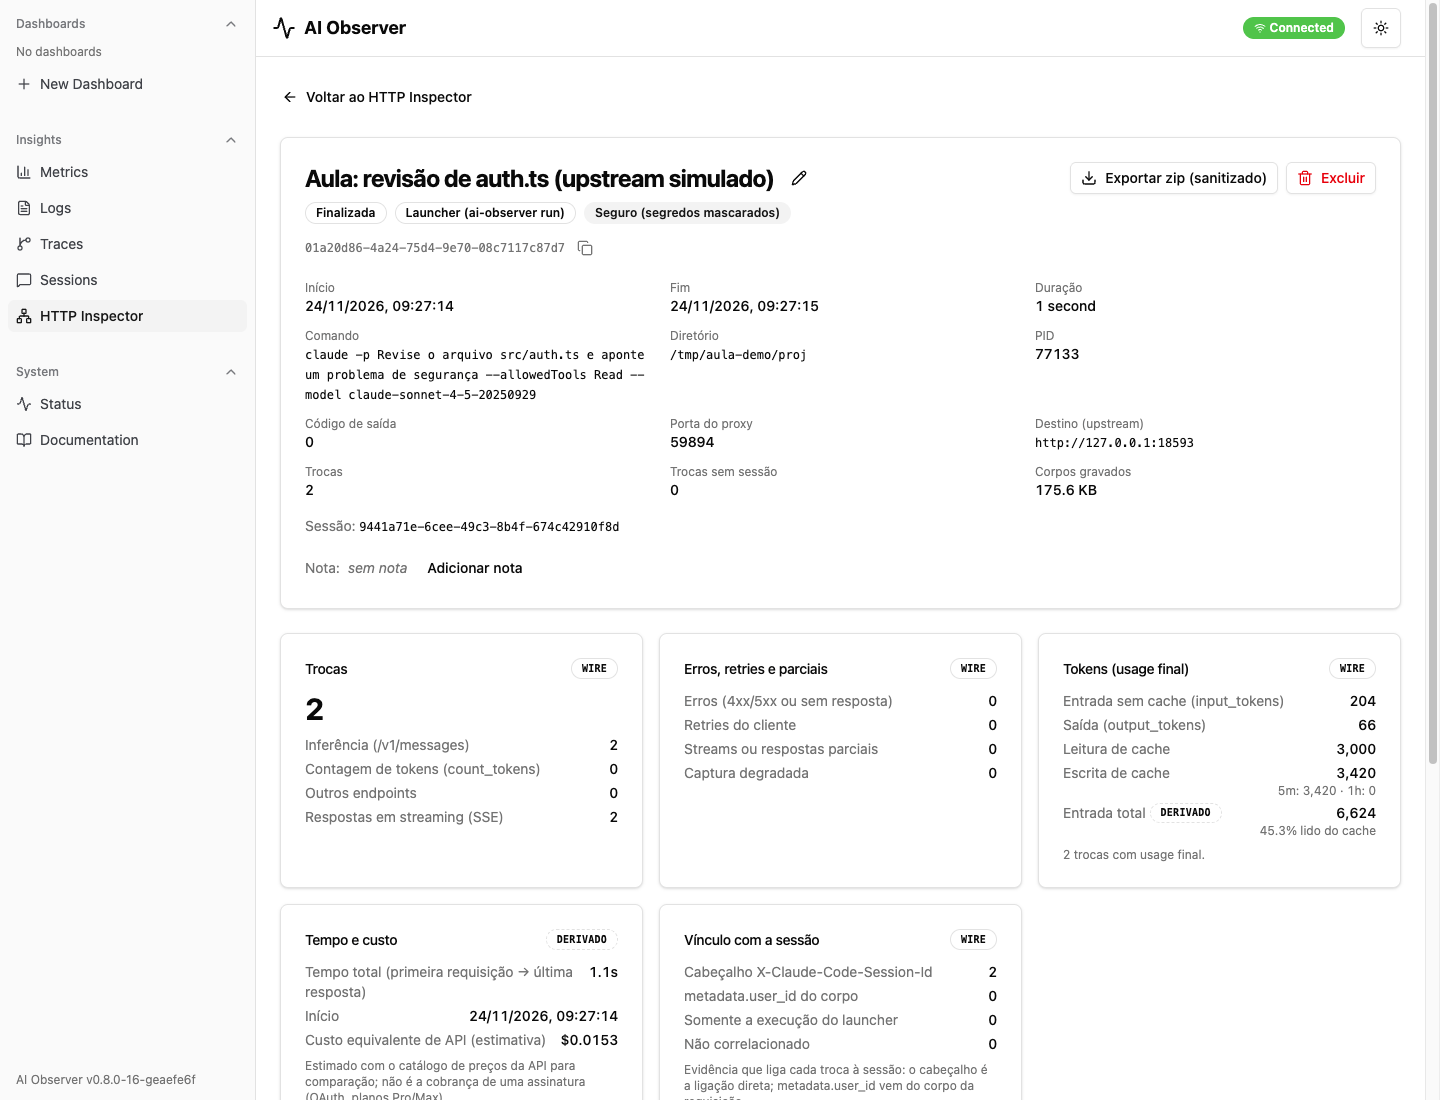 Dashboards
No dashboards
New Dashboard
Insights
Metrics
Logs
Traces
Sessions
HTTP Inspector
System
Status
Documentation
AI Observer v0.8.0-16-geaefe6f
AI Observer
Connected
Voltar ao HTTP Inspector
Aula: revisão de auth.ts (upstream simulado)
Exportar zip (sanitizado)
Excluir
Finalizada
Launcher (ai-observer run)
Seguro (segredos mascarados)
01a20d86-4a24-75d4-9e70-08c7117c87d7
Início
24/11/2026, 09:27:14
Fim
24/11/2026, 09:27:15
Duração
1 second
Comando
claude -p Revise o arquivo src/auth.ts e aponte
um problema de segurança --allowedTools Read --
model claude-sonnet-4-5-20250929
Diretório
/tmp/aula-demo/proj
PID
77133
Código de saída
0
Porta do proxy
59894
Destino (upstream)
http://127.0.0.1:18593
Trocas
2
Trocas sem sessão
0
Corpos gravados
175.6 KB
Sessão: 9441a71e-6cee-49c3-8b4f-674c42910f8d
Nota: sem nota Adicionar nota
Trocas WIRE
2
Inferência (/v1/messages) 2
Contagem de tokens (count_tokens) 0
Outros endpoints 0
Respostas em streaming (SSE) 2
Erros, retries e parciais WIRE
Erros (4xx/5xx ou sem resposta) 0
Retries do cliente 0
Streams ou respostas parciais 0
Captura degradada 0
Tokens (usage final) WIRE
Entrada sem cache (input_tokens) 204
Saída (output_tokens) 66
Leitura de cache 3,000
Escrita de cache 3,420
5m: 3,420 · 1h: 0
Entrada total DERIVADO 6,624
45.3% lido do cache
2 trocas com usage final.
Tempo e custo DERIVADO
Tempo total (primeira requisição → última 1.1s
resposta)
Início 24/11/2026, 09:27:14
Custo equivalente de API (estimativa) $0.0153
Estimado com o catálogo de preços da API para
comparação; não é a cobrança de uma assinatura
(OAuth, planos Pro/Max)
Vínculo com a sessão WIRE
Cabeçalho X-Claude-Code-Session-Id 2
metadata.user_id do corpo 0
Somente a execução do launcher 0
Não correlacionado 0
Evidência que liga cada troca à sessão: o cabeçalho é
a ligação direta; metadata.user_id vem do corpo da